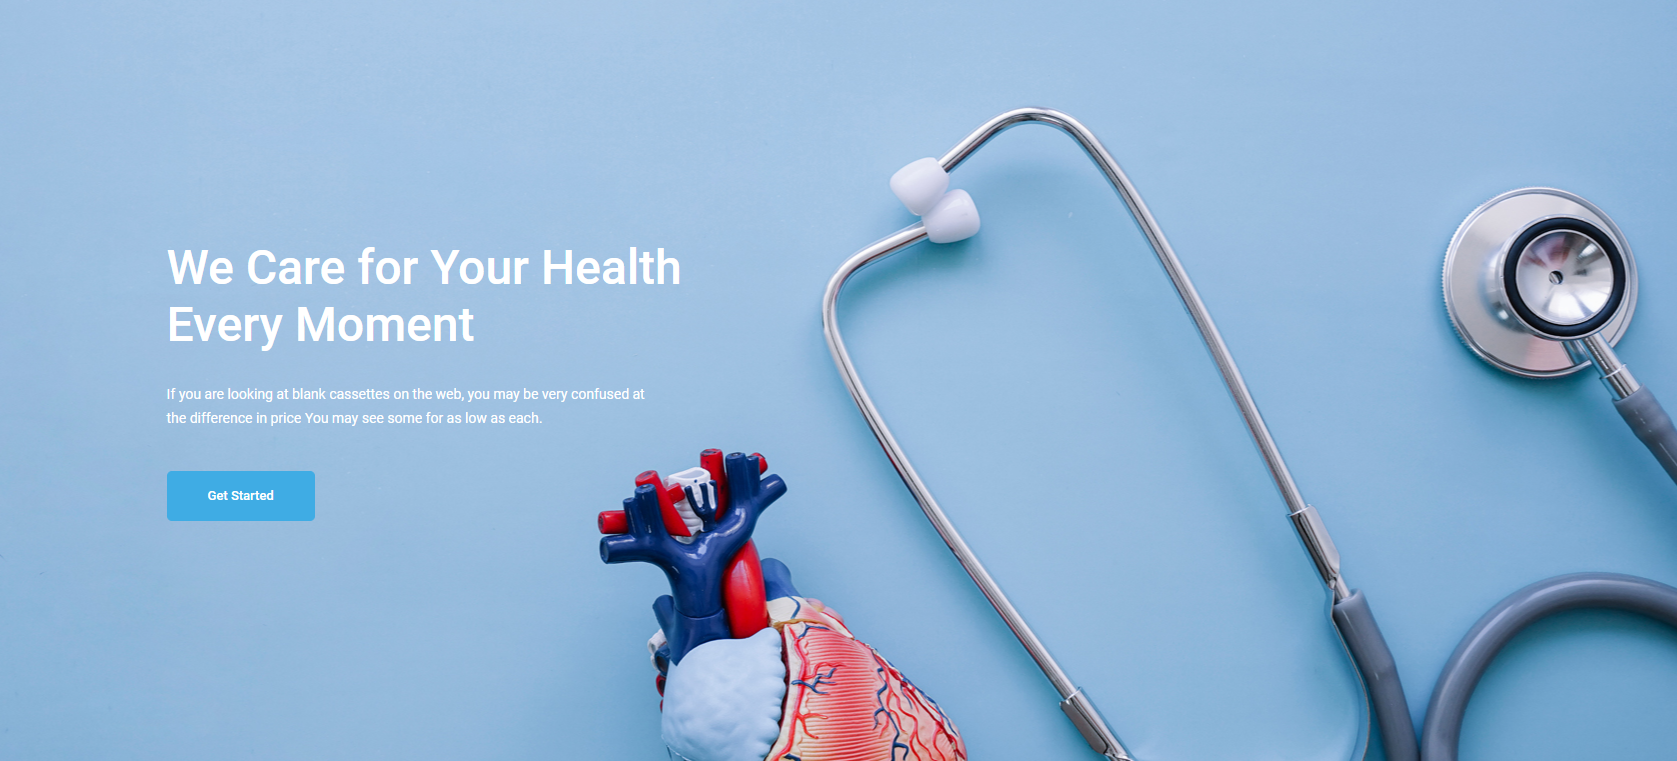 We Care for Your Health
Every Moment
If you are looking at blank cassettes on the web, you may be very confused at
the difference in price You may see some for as low as each.
Get Started